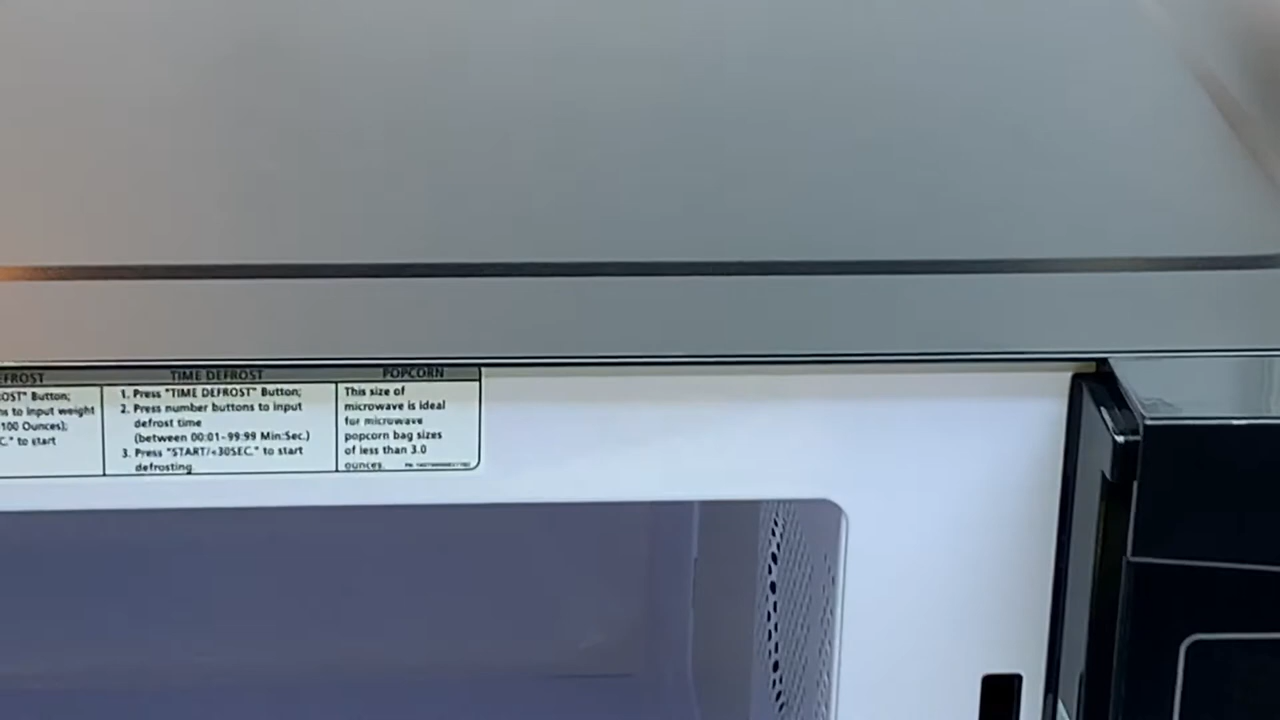 EFROST
OST" Button;
ns to input weight
100 Ounces);
C." to start
TIME DEFROST
1. Press "TIME DEFROST" Button;
2. Press number buttons to input
defrost time
(between 00:01-99:99 Min:Sec.)
3. Press "START/+30SEC." to start
defrosting.
POPCORN
This size of
microwave is ideal
for microwave
popcorn bag sizes
of less than 3.0
ounces.